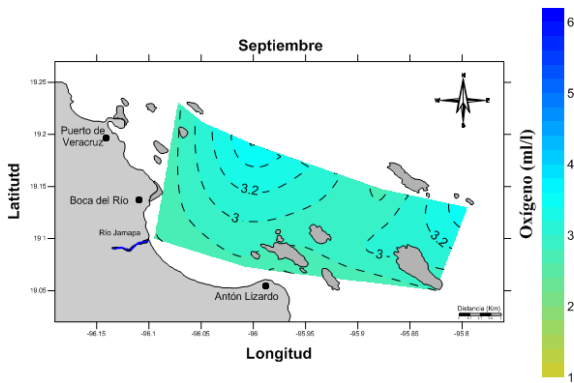 Septiembre
6
5
4
3
2
1
Oxígeno (ml/l)
19.25
19.2
19.15
19.1
19.05
Latitutd
N
W
E
S
Puerto de
Veracruz
Boca del Río
Río Jamapa
Antón Lizardo
3.2
3
3.2
3
Distancia (Km)
-96.15
-96.1
-96.05
-96
-95.95
-95.9
-95.85
-95.8
Longitud